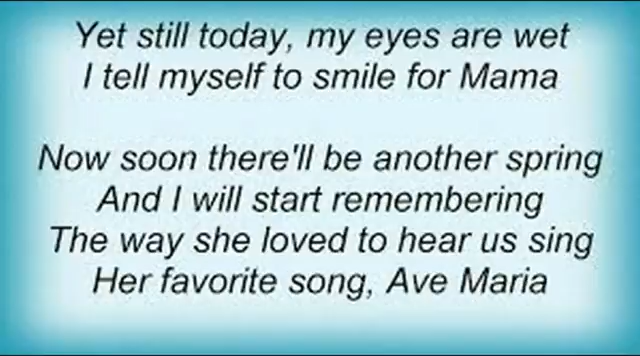 Yet still today, my eyes are wet
I tell myself to smile for Mama
Now soon there'll be another spring
And I will start remembering
The way she loved to hear us sing
Her favorite song, Ave Maria